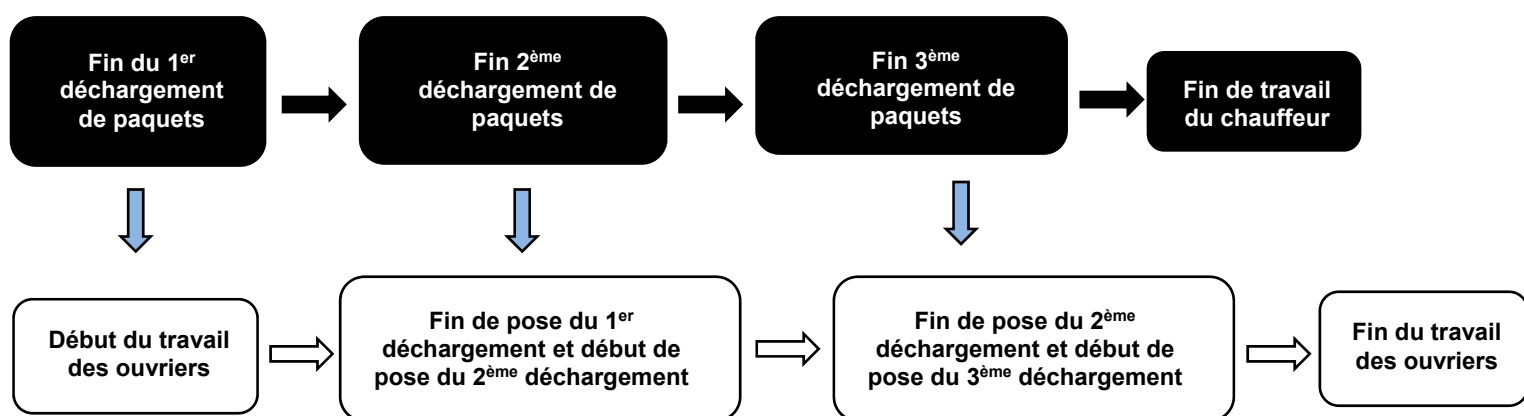 Fin du 1er
déchargement
de paquets
Fin 2ème
déchargement de
paquets
Fin 3ème
déchargement de
paquets
Fin de travail
du chauffeur
Début du travail
des ouvriers
Fin de pose du 1er
déchargement et début de
pose du 2ème déchargement
Fin de pose du 2ème
déchargement et début de
pose du 3ème déchargement
Fin du travail
des ouvriers